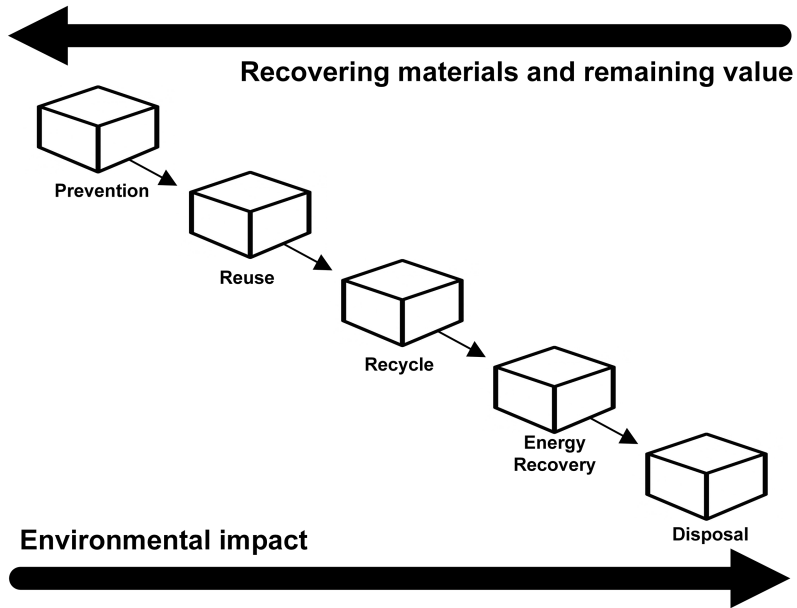 Recovering materials and remaining value
Prevention
Reuse
Recycle
Energy
Recovery
Disposal
Environmental impact